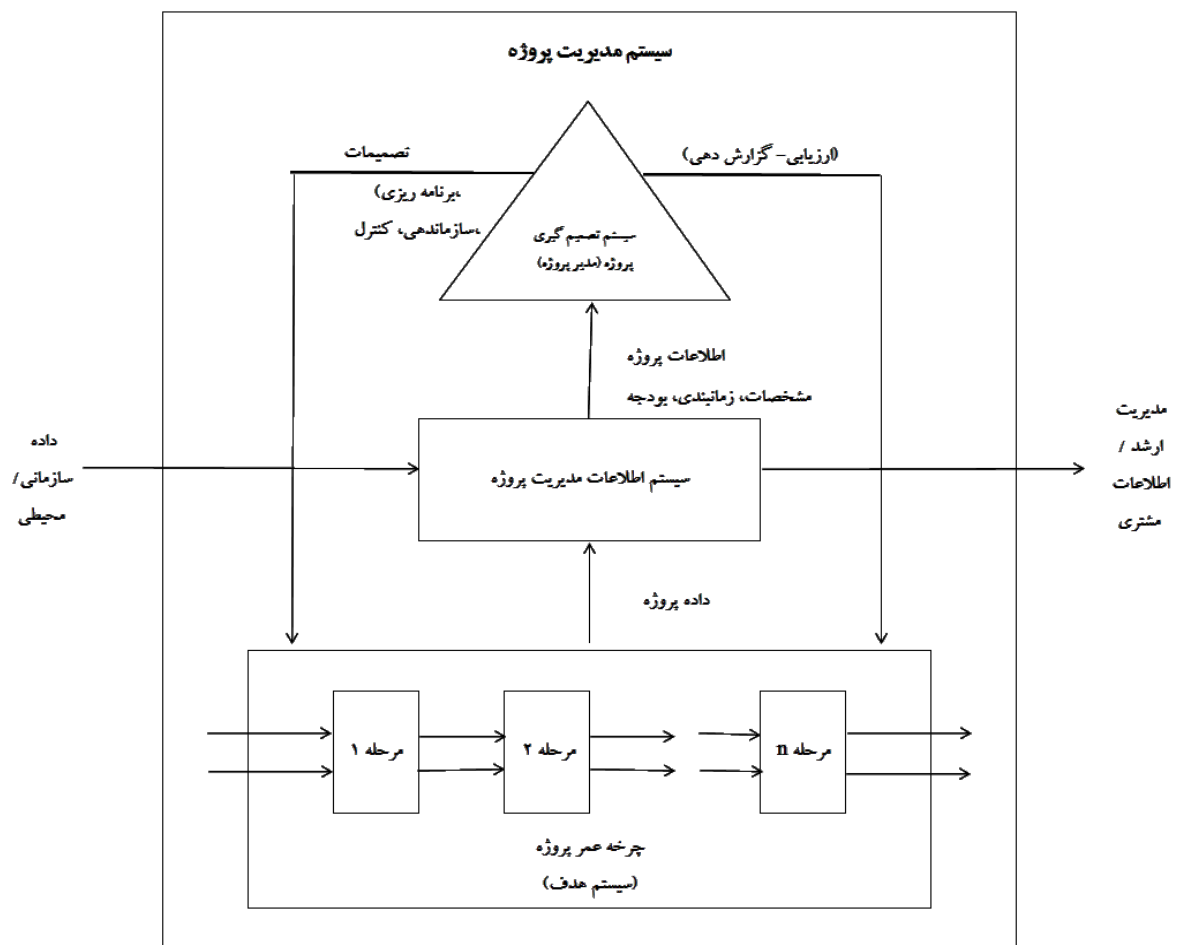 سیستم مدیریت پروژه
(ارزیابی- گزارش دهی)
تصمیمات
(برنامه ریزی،
سازماندهی، کنترل،
سیستم تصمیم گیری
پروژه (مدیر پروژه)
اطلاعات پروژه
مشخصات، زمانبندی، بودجه
مدیریت
ارشد /
اطلاعات
مشتری
سیستم اطلاعات مدیریت پروژه
داده
سازمانی/
محیطی
داده پروژه
مرحله ۱
مرحله ۲
مرحله n
چرخه عمر پروژه
(سیستم هدف)